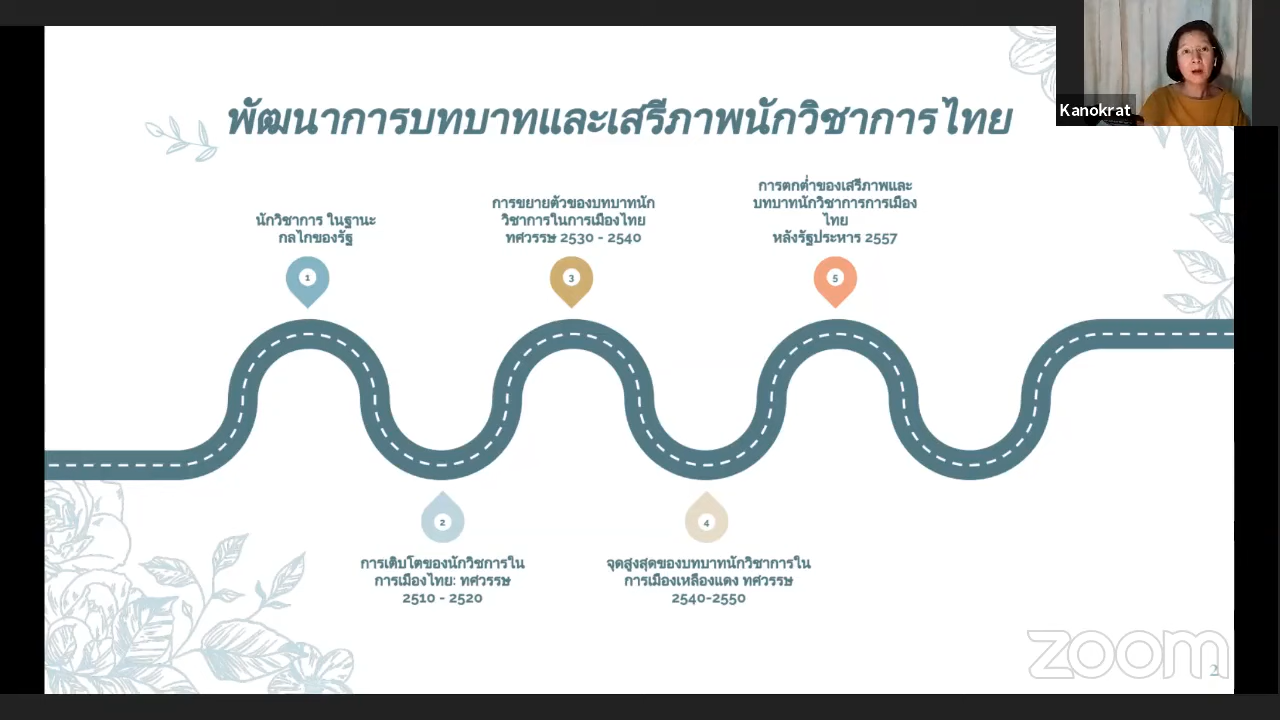 พัฒนาการบทบาทและเสรีภาพนักวิชาการไทย
Kanokrat
นักวิชาการ ในฐานะ
กลไกของรัฐ
1
การขยายตัวของบทบาทนัก
วิชาการในการเมืองไทย
ทศวรรษ 2530 - 2540
3
การตกต่ำของเสรีภาพและ
บทบาทนักวิชาการการเมือง
ไทย
หลังรัฐประหาร 2557
5
2
การเติบโตของนักวิชการใน
การเมืองไทย: ทศวรรษ
2510 - 2520
4
จุดสูงสุดของบทบาทนักวิชาการใน
การเมืองเหลืองแดง ทศวรรษ
2540-2550
zoom
2